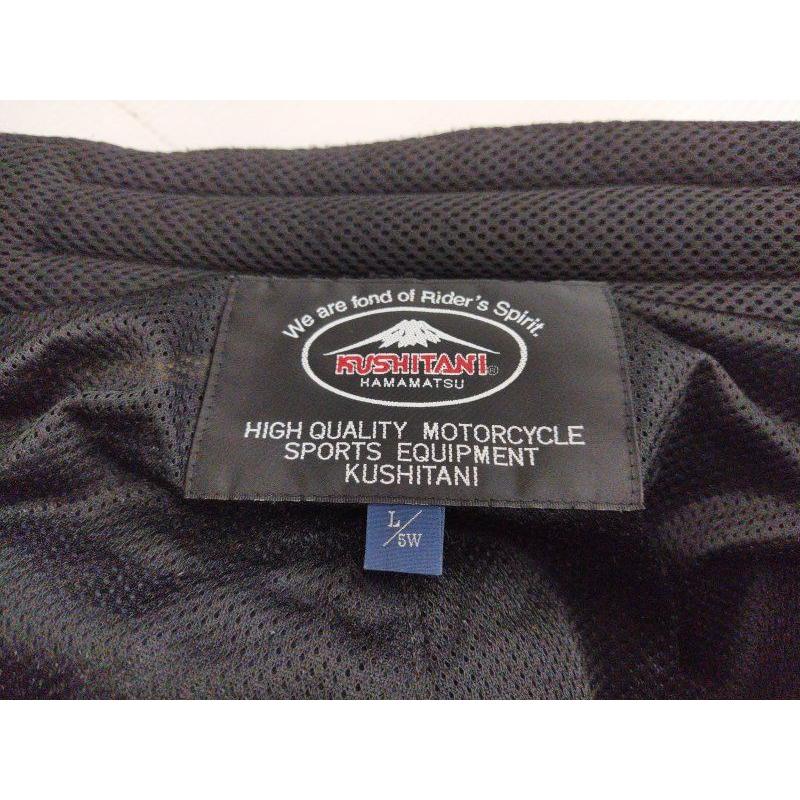 We are fond of Rider's Spirit.
KUSHITANI®
HAMAMATSU
HIGH QUALITY MOTORCYCLE
SPORTS EQUIPMENT
KUSHITANI
L/5W